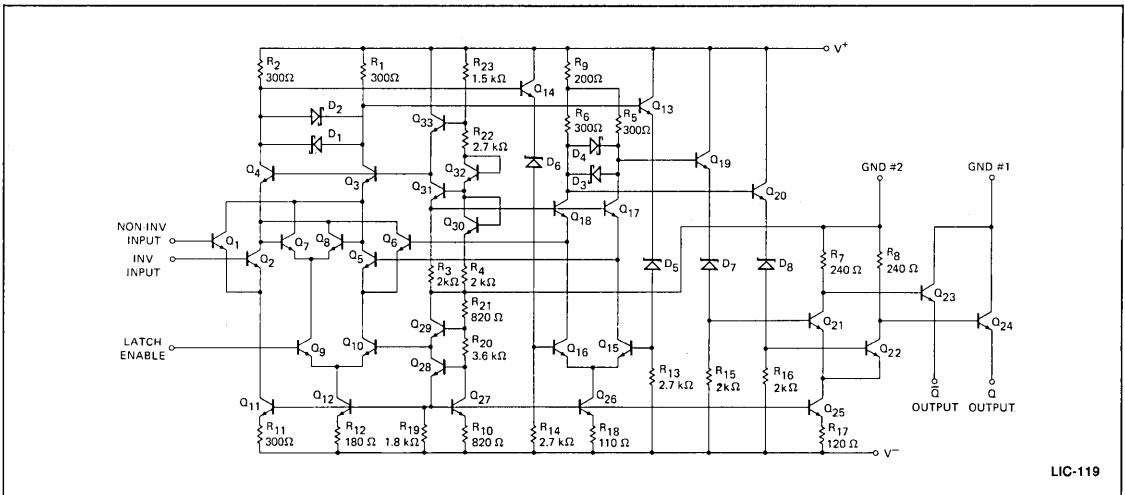 V+
R2
300Ω
R1
300Ω
R23
1.5 kΩ
Q14
R9
200Ω
Q13
D2
D1
Q33
R22
2.7 kΩ
D6
R6
300Ω
R5
300Ω
D4
D3
Q19
GND #2
GND #1
Q4
Q3
Q32
Q31
Q30
Q18
Q17
Q20
NON-INV
INPUT
Q1
Q7
Q8
Q6
INV
INPUT
Q2
Q5
R3
2kΩ
R4
2 kΩ
D5
D7
D8
R7
240 Ω
R8
240 Ω
Q23
R21
820 Ω
Q29
Q21
Q24
LATCH
ENABLE
Q9
Q10
R20
3.6 kΩ
Q28
Q16
Q15
Q22
R13
2.7 kΩ
R15
2kΩ
R16
2kΩ
Q̄
OUTPUT
Q
OUTPUT
Q11
Q12
Q27
Q26
Q25
R11
300Ω
R12
180 Ω
R19
1.8 kΩ
R10
820 Ω
R14
2.7 kΩ
R18
110 Ω
R17
120 Ω
V−
LIC-119